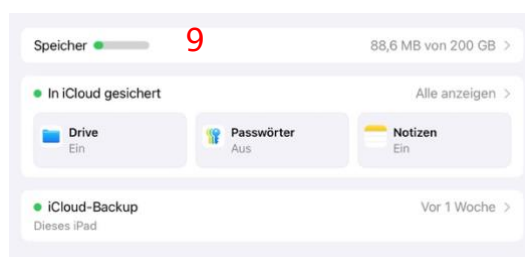 Speicher 9 88,6 MB von 200 GB
In iCloud gesichert Alle anzeigen
Drive Passwörter Notizen
Ein Aus Ein
iCloud-Backup Vor 1 Woche
Dieses iPad